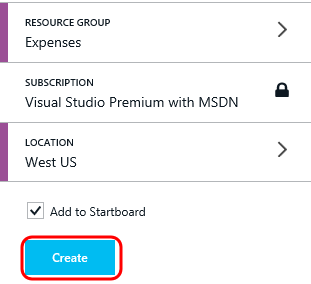 RESOURCE GROUP
Expenses
SUBSCRIPTION
Visual Studio Premium with MSDN
LOCATION
West US
Add to Startboard
Create